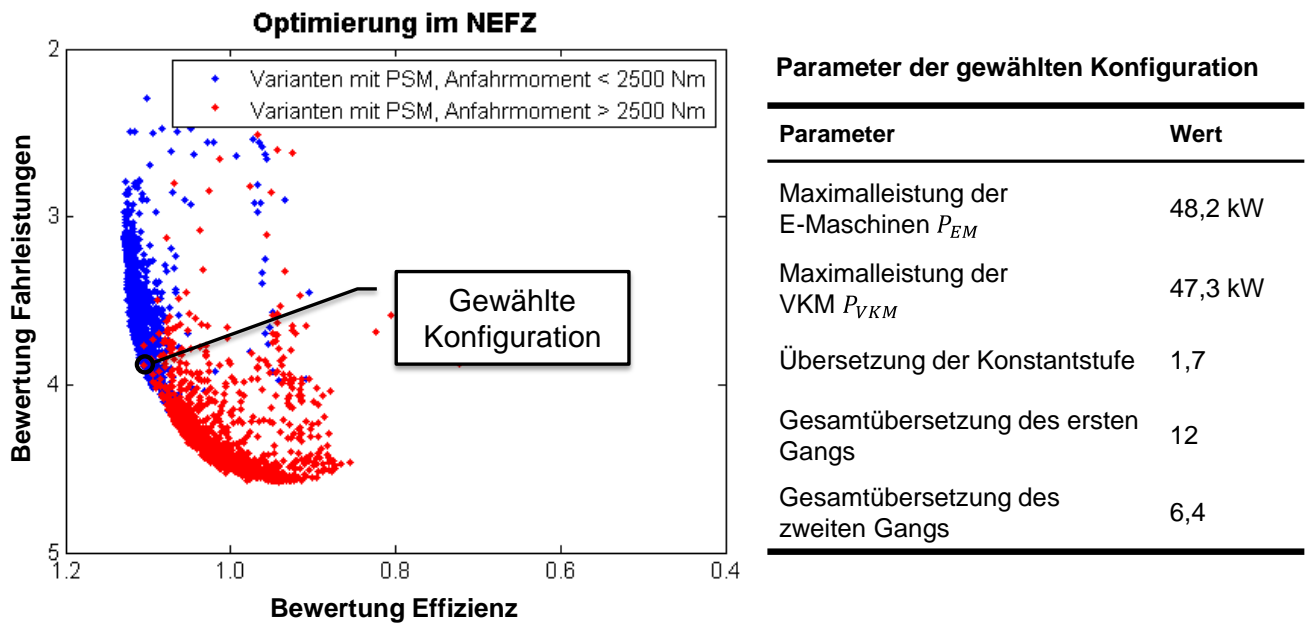 Optimierung im NEFZ
2
3
4
5
1.2
1.0
0.8
0.6
0.4
Bewertung Fahrleistungen
Bewertung Effizienz
Varianten mit PSM, Anfahrmoment < 2500 Nm
Varianten mit PSM, Anfahrmoment > 2500 Nm
Gewählte
Konfiguration
Parameter der gewählten Konfiguration
Parameter Wert
Maximalleistung der
E-Maschinen P_EM 48,2 kW
Maximalleistung der
VKM P_VKM 47,3 kW
Übersetzung der Konstantstufe 1,7
Gesamtübersetzung des ersten
Gangs 12
Gesamtübersetzung des
zweiten Gangs 6,4